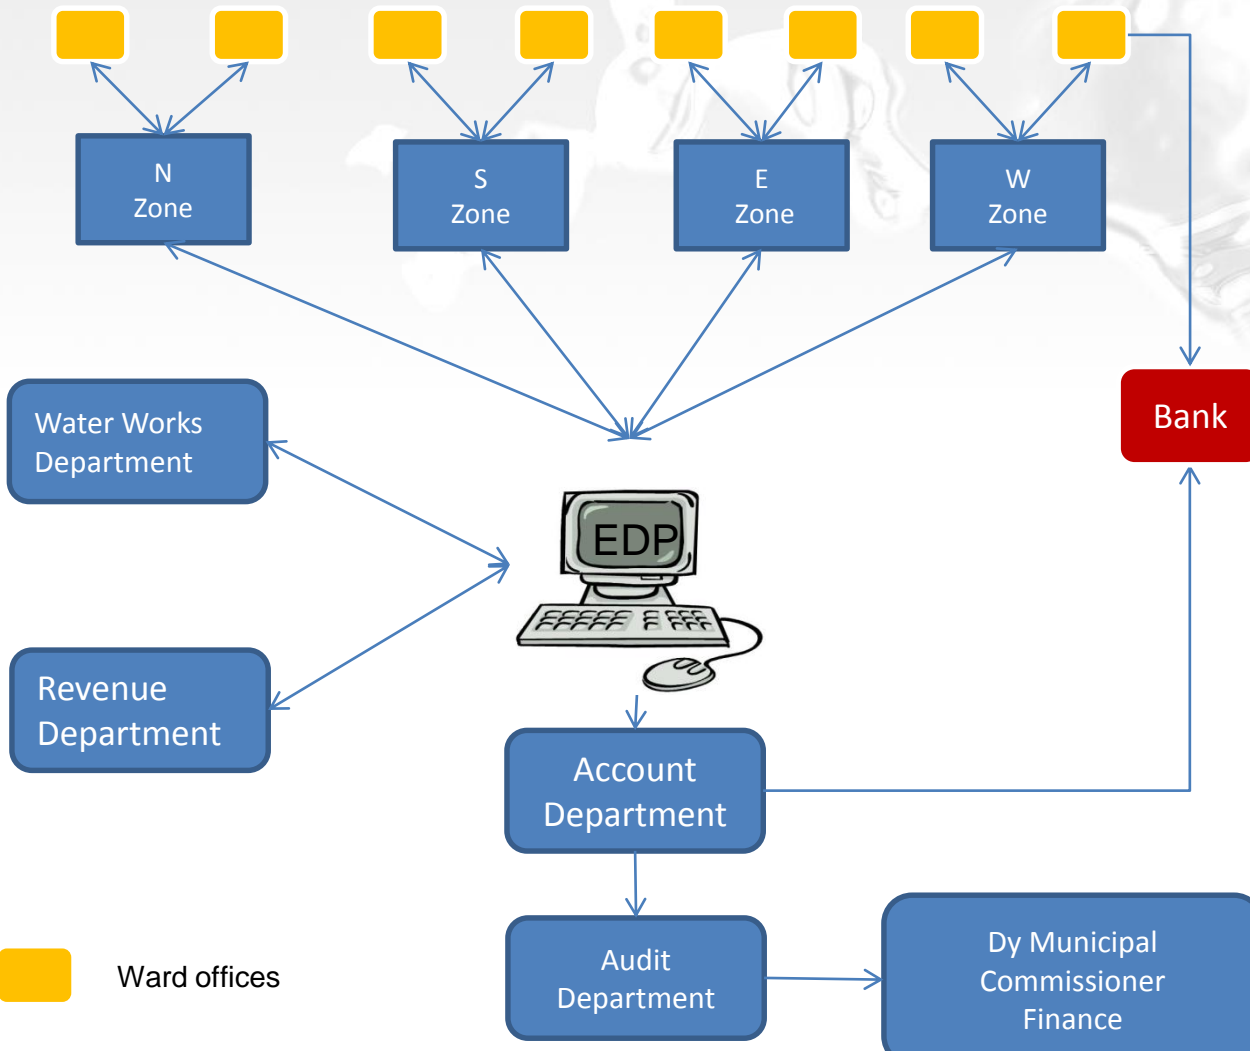 N
Zone
S
Zone
E
Zone
W
Zone
Water Works
Department
Bank
EDP
Revenue
Department
Account
Department
Audit
Department
Dy Municipal
Commissioner
Finance
Ward offices